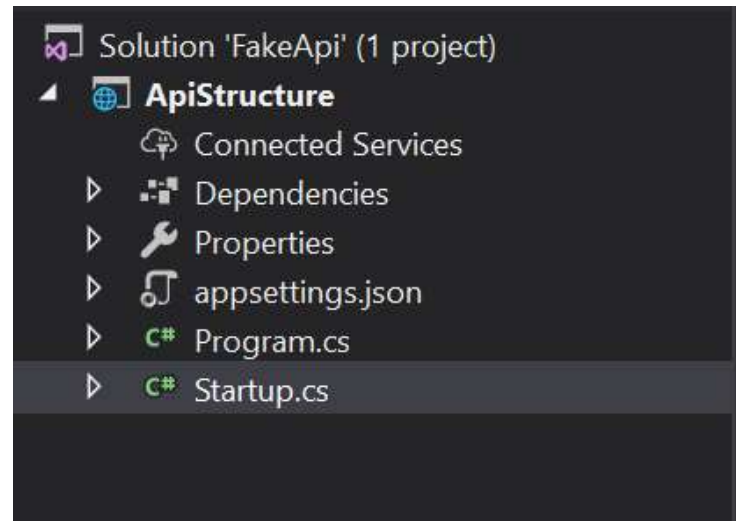 Solution 'FakeApi' (1 project)
ApiStructure
Connected Services
Dependencies
Properties
appsettings.json
C# Program.cs
C# Startup.cs